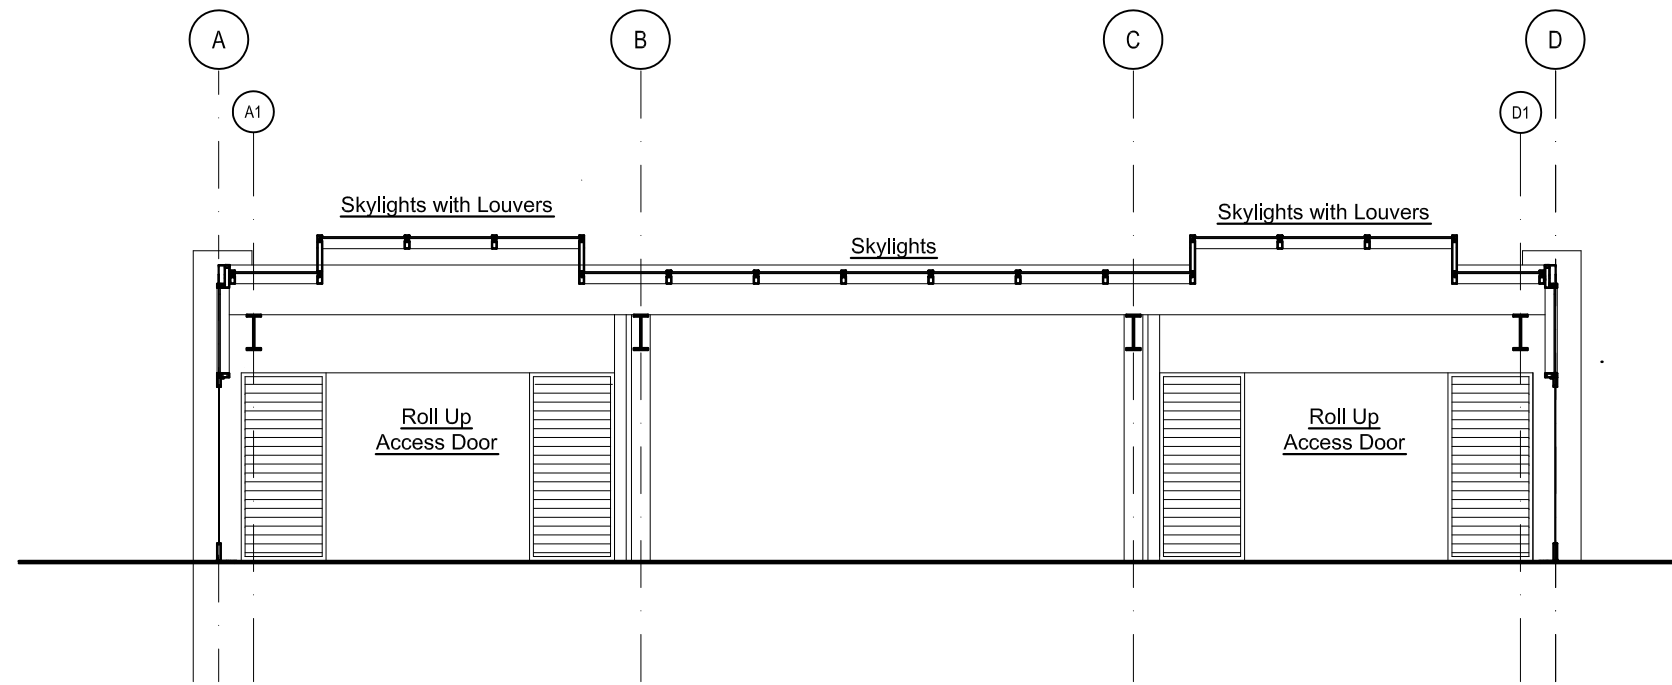 A
B
C
D
A1
D1
Skylights with Louvers
Skylights with Louvers
Skylights
Roll Up
Access Door
Roll Up
Access Door